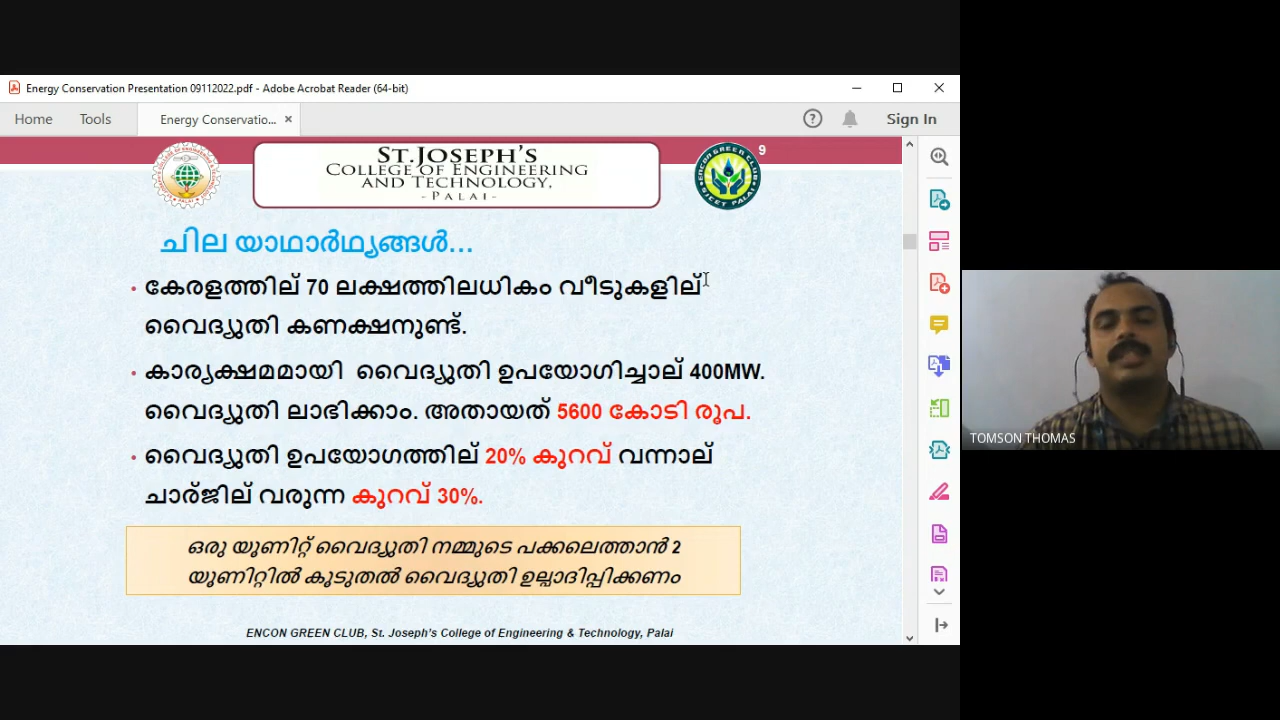 Energy Conservation Presentation 09112022.pdf - Adobe Acrobat Reader (64-bit)
Home
Tools
Energy Conservatio...
Sign In
ST.JOSEPH'S
COLLEGE OF ENGINEERING
AND TECHNOLOGY,
-PALAI-
9
ചില യാഥാർഥ്യങ്ങൾ...
• കേരളത്തില് 70 ലക്ഷത്തിലധികം വീടുകളില്
വൈദ്യുതി കണക്ഷനുണ്ട്.
• കാര്യക്ഷമമായി വൈദ്യുതി ഉപയോഗിച്ചാല് 400MW.
വൈദ്യുതി ലാഭിക്കാം. അതായത് 5600 കോടി രൂപ.
• വൈദ്യുതി ഉപയോഗത്തില് 20% കുറവ് വന്നാല്
ചാര്ജില് വരുന്ന കുറവ് 30%.
ഒരു യൂണിറ്റ് വൈദ്യുതി നമ്മുടെ പക്കലെത്താൻ 2
യൂണിറ്റിൽ കൂടുതൽ വൈദ്യുതി ഉല്പാദിപ്പിക്കണം
ENCON GREEN CLUB, St. Joseph's College of Engineering & Technology, Palai
TOMSON THOMAS